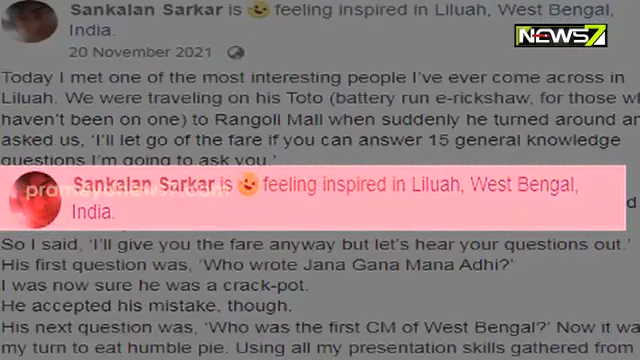 Sankalan Sarkar is feeling inspired in Liluah, West Bengal,
India.
20 November 2021
NEWS7
Today I met one of the most interesting people I've ever come across in
Liluah. We were traveling on his Toto (battery run e-rickshaw, for those w
haven't been on one) to Rangoli Mall when suddenly he turned around an
asked us, 'I'll let go of the fare if you can answer 15 general knowledge
questions I'm going to ask you.'
Sankalan Sarkar is feeling inspired in Liluah, West Bengal,
India.
So I said, 'I'll give you the fare anyway but let's hear your questions out.'
His first question was, 'Who wrote Jana Gana Mana Adhi?'
I was now sure he was a crack-pot.
He accepted his mistake, though.
His next question was, 'Who was the first CM of West Bengal?' Now it wa
my turn to eat humble pie. Using all my presentation skills gathered from